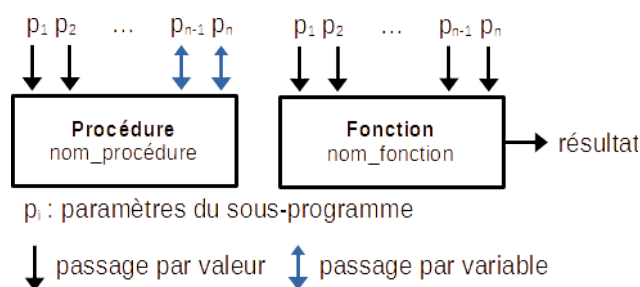 p₁ p₂ … pₙ₋₁ pₙ p₁ p₂ … pₙ₋₁ pₙ
Procédure
nom_procédure
Fonction
nom_fonction
résultat
pᵢ : paramètres du sous-programme
passage par valeur passage par variable